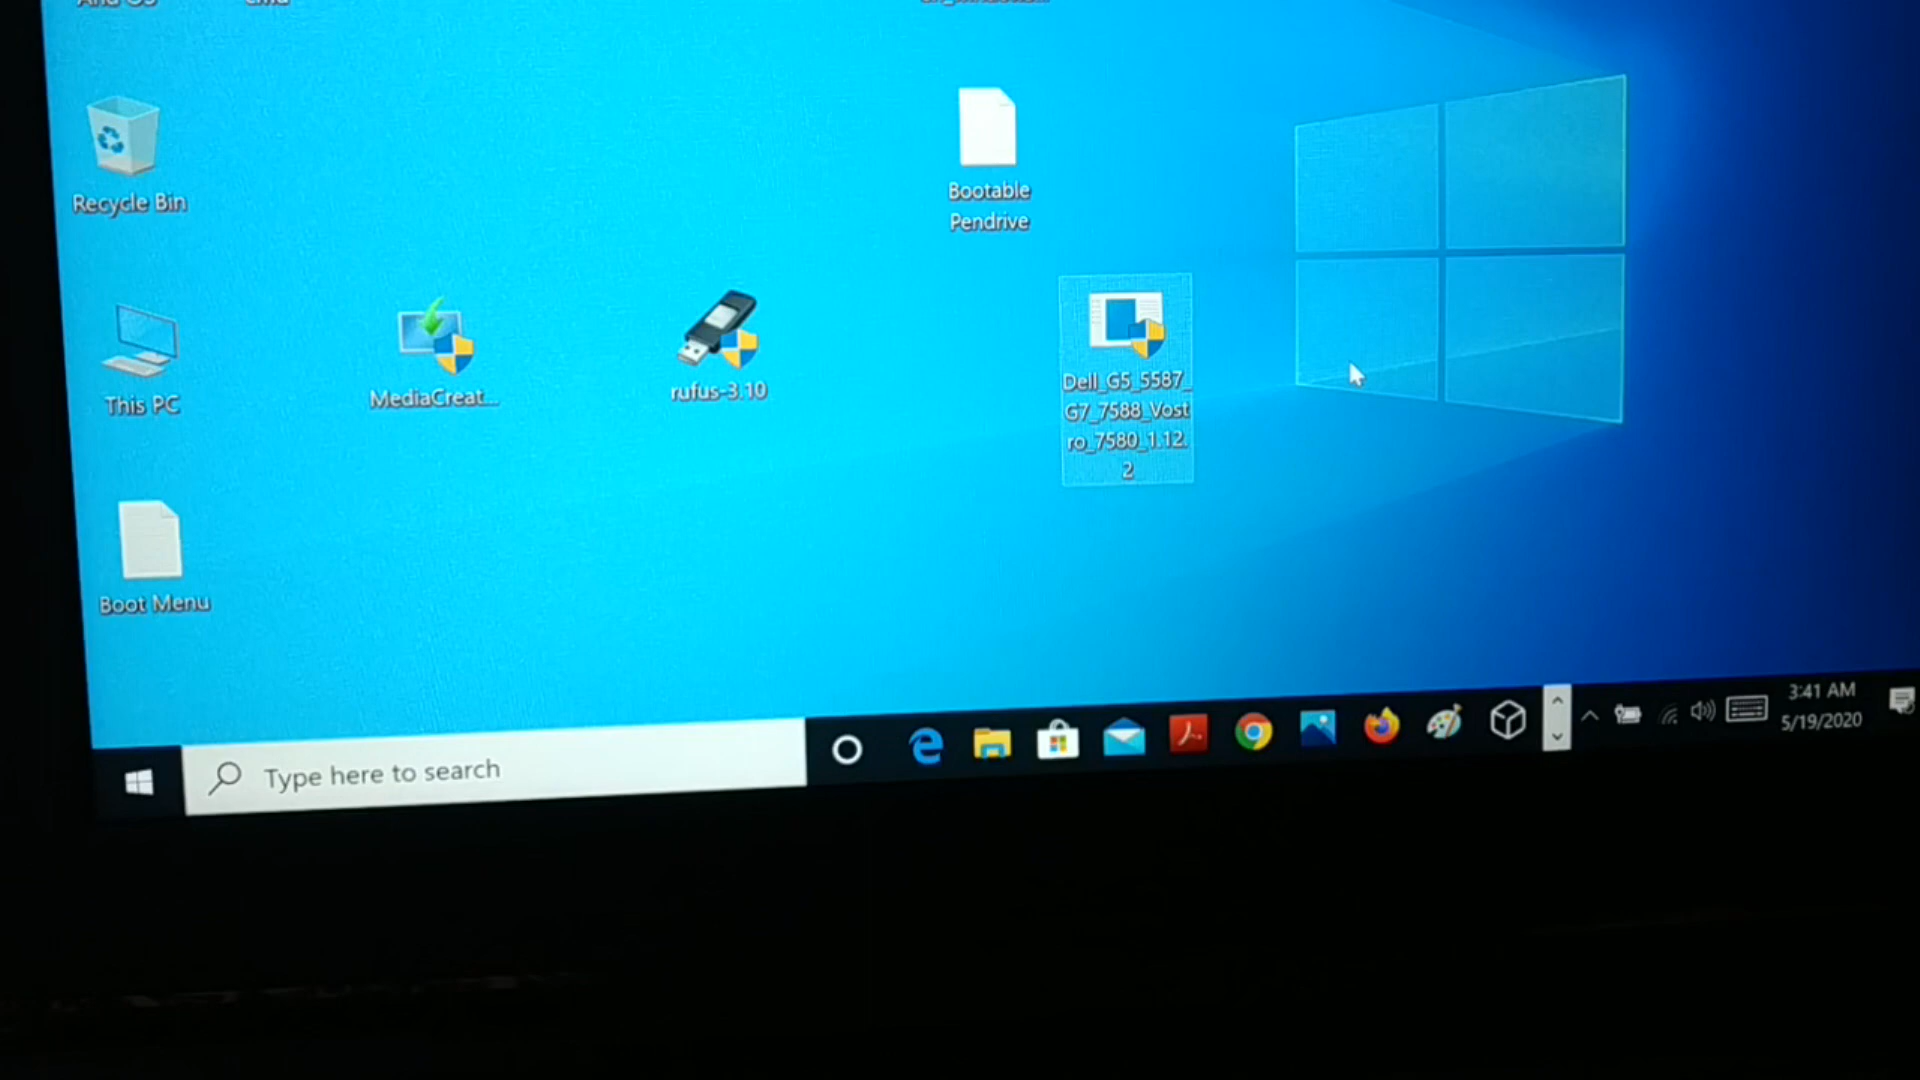 cmd
Recycle Bin
Bootable
Pendrive
This PC
MediaCreat...
rufus-3.10
Dell_G5_5587_
G7_7588_Vost
ro_7580_1.12.
2
Boot Menu
Type here to search
3:41 AM
5/19/2020